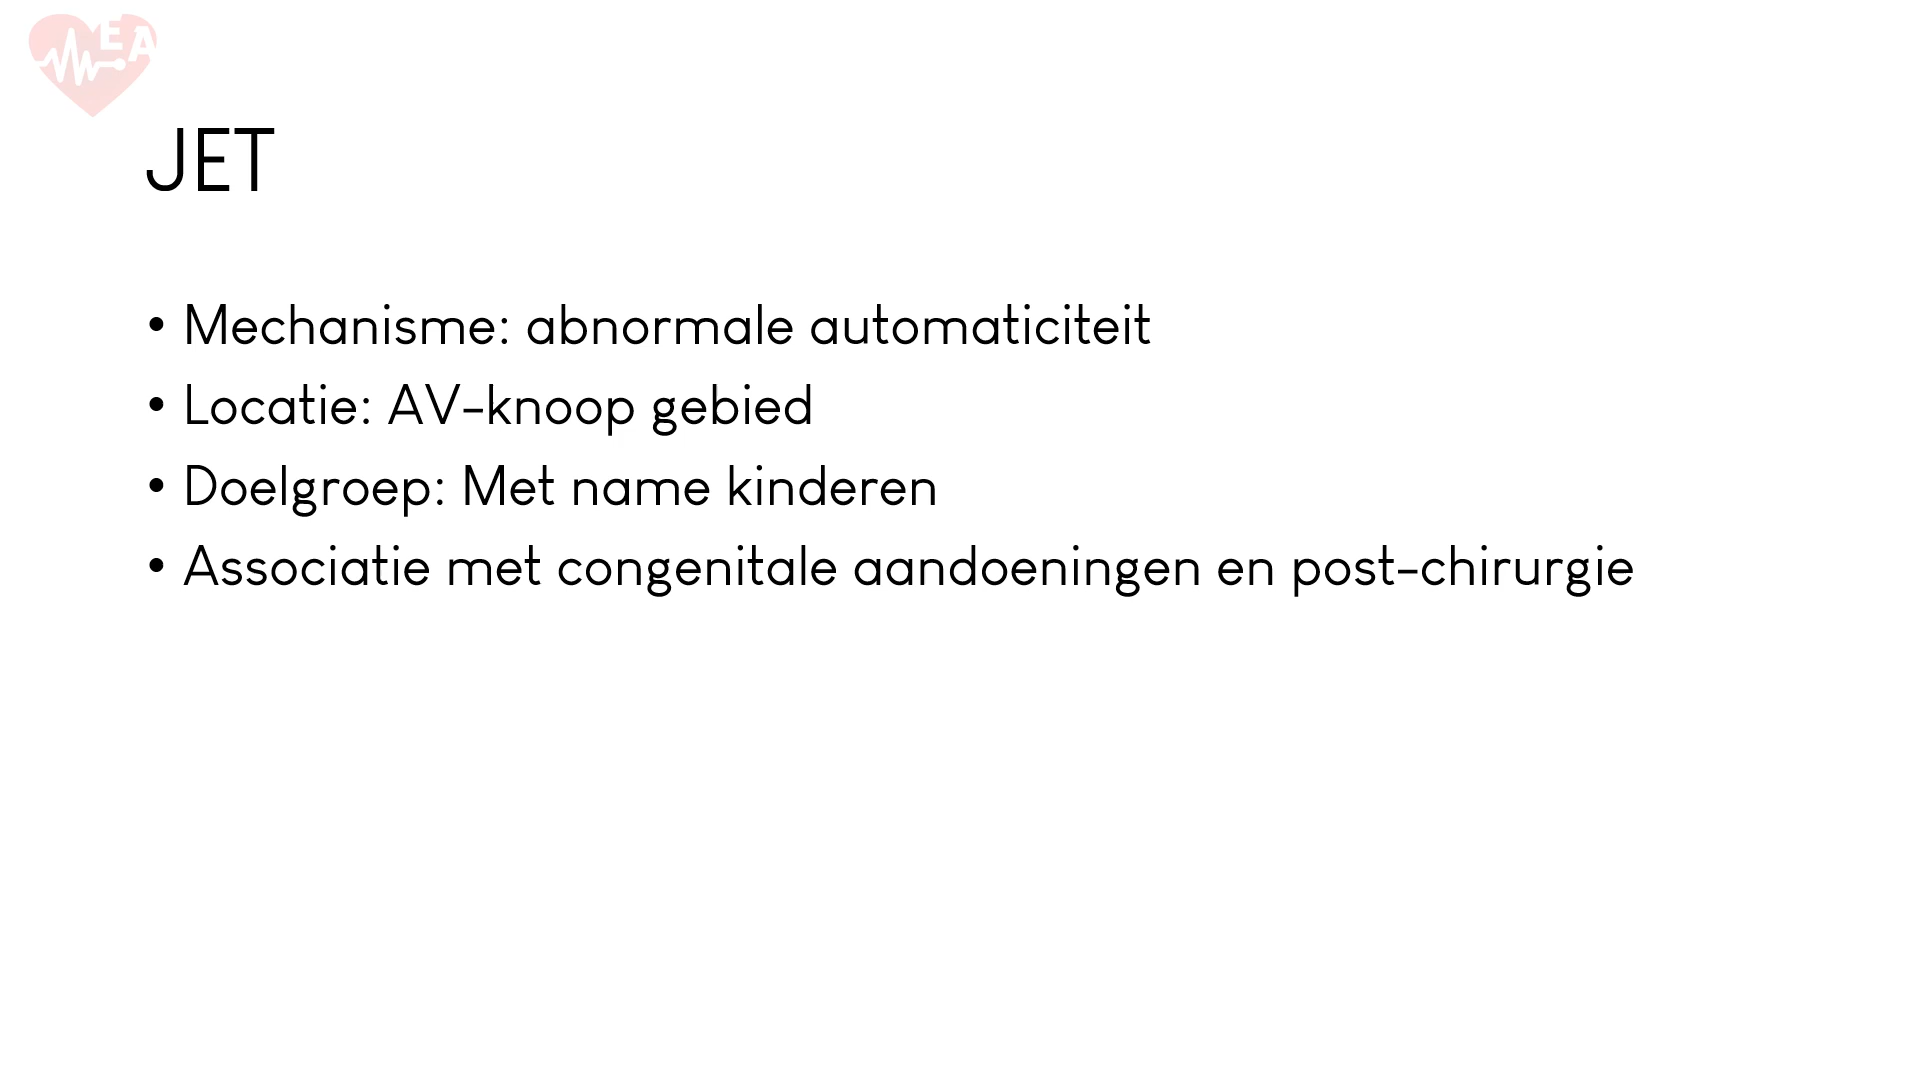 EA
JET
• Mechanisme: abnormale automaticiteit
• Locatie: AV-knoop gebied
• Doelgroep: Met name kinderen
• Associatie met congenitale aandoeningen en post-chirurgie